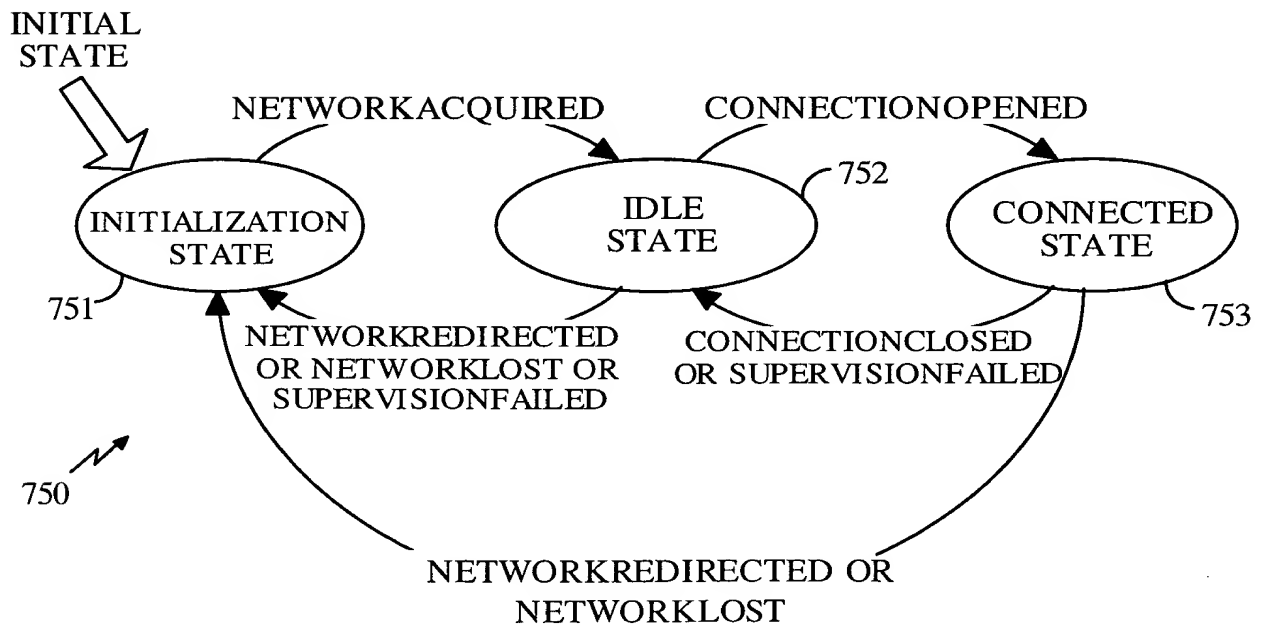 INITIAL
STATE
NETWORKACQUIRED
CONNECTIONOPENED
752
INITIALIZATION
STATE
IDLE
STATE
CONNECTED
STATE
751
753
NETWORKREDIRECTED
OR NETWORKLOST OR
SUPERVISIONFAILED
CONNECTIONCLOSED
OR SUPERVISIONFAILED
750
NETWORKREDIRECTED OR
NETWORKLOST